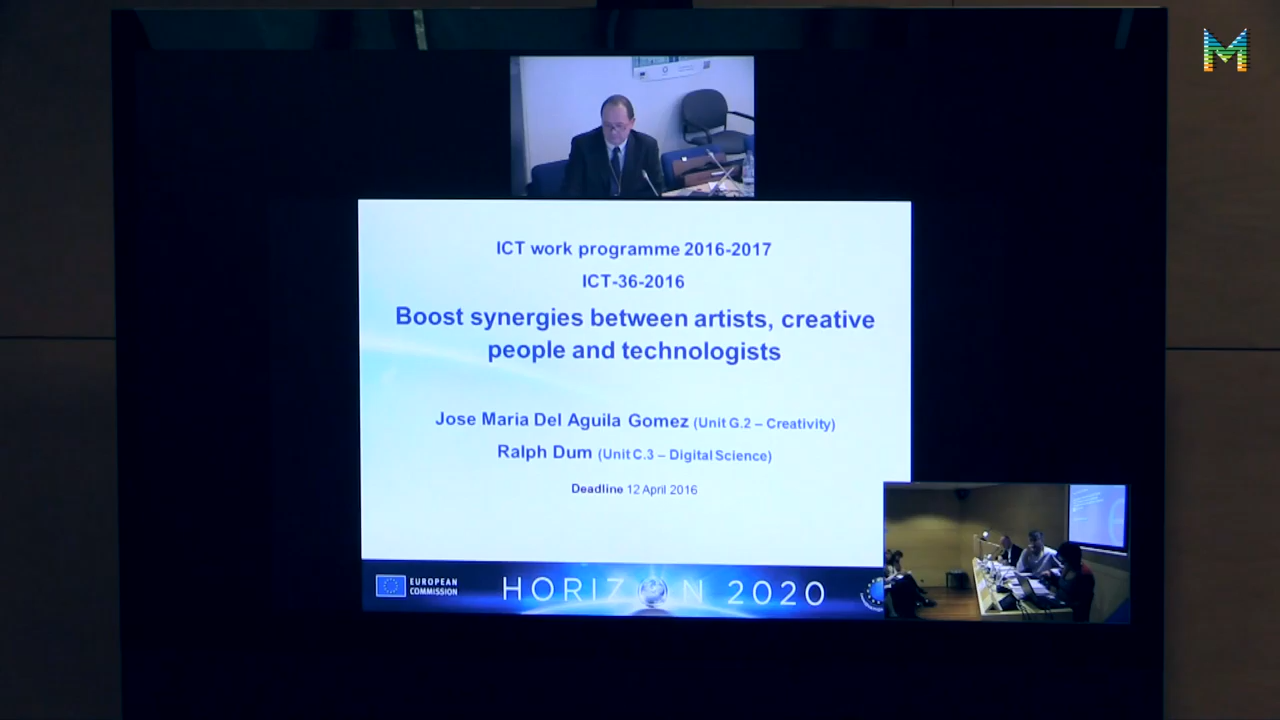 M
ICT work programme 2016-2017
ICT-36-2016
Boost synergies between artists, creative
people and technologists
Jose Maria Del Aguila Gomez (Unit G.2 – Creativity)
Ralph Dum (Unit C.3 – Digital Science)
Deadline 12 April 2016
EUROPEAN
COMMISSION
HORIZON 2020